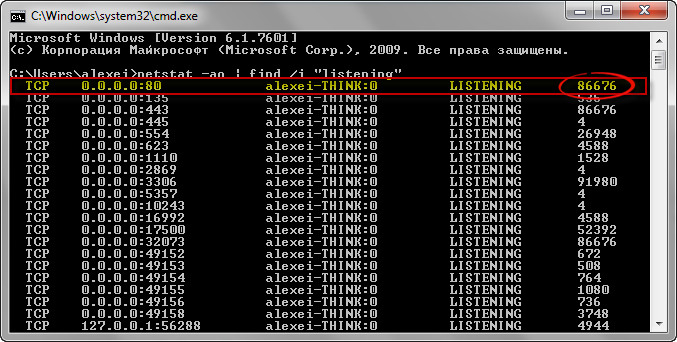 C:\Windows\system32\cmd.exe
Microsoft Windows [Version 6.1.7601]
(c) Корпорация Майкрософт (Microsoft Corp.), 2009. Все права защищены.
C:\Users\alexei>netstat -ao | find /i "listening"
TCP 0.0.0.0:80 alexei-THINK:0 LISTENING 86676
TCP 0.0.0.0:135 alexei-THINK:0 LISTENING
TCP 0.0.0.0:443 alexei-THINK:0 LISTENING 86676
TCP 0.0.0.0:445 alexei-THINK:0 LISTENING 4
TCP 0.0.0.0:554 alexei-THINK:0 LISTENING 26948
TCP 0.0.0.0:623 alexei-THINK:0 LISTENING 4588
TCP 0.0.0.0:1110 alexei-THINK:0 LISTENING 1528
TCP 0.0.0.0:2869 alexei-THINK:0 LISTENING 4
TCP 0.0.0.0:3306 alexei-THINK:0 LISTENING 91980
TCP 0.0.0.0:5357 alexei-THINK:0 LISTENING 4
TCP 0.0.0.0:10243 alexei-THINK:0 LISTENING 4
TCP 0.0.0.0:16992 alexei-THINK:0 LISTENING 4588
TCP 0.0.0.0:17500 alexei-THINK:0 LISTENING 52392
TCP 0.0.0.0:32073 alexei-THINK:0 LISTENING 86676
TCP 0.0.0.0:49152 alexei-THINK:0 LISTENING 672
TCP 0.0.0.0:49153 alexei-THINK:0 LISTENING 508
TCP 0.0.0.0:49154 alexei-THINK:0 LISTENING 764
TCP 0.0.0.0:49155 alexei-THINK:0 LISTENING 1080
TCP 0.0.0.0:49156 alexei-THINK:0 LISTENING 736
TCP 0.0.0.0:49158 alexei-THINK:0 LISTENING 3748
TCP 127.0.0.1:56288 alexei-THINK:0 LISTENING 4944